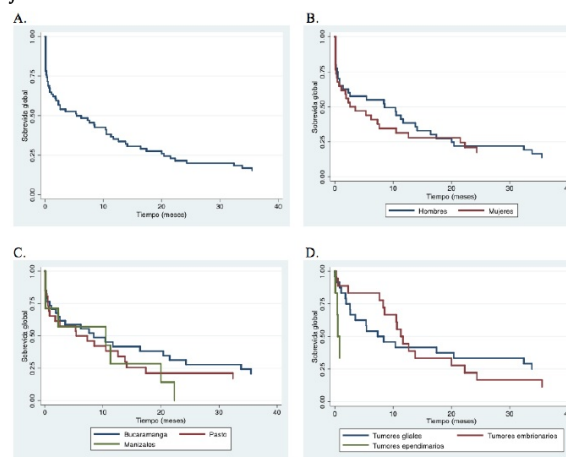 y
A.
Sobrevida global
1.00
0.75
0.50
0.25
0.00
0
10
20
30
40
Tiempo (meses)
B.
Sobrevida global
1.00
0.75
0.50
0.25
0.00
0
10
20
30
40
Tiempo (meses)
Hombres
Mujeres
C.
Sobrevida global
1.00
0.75
0.50
0.25
0.00
0
10
20
30
40
Tiempo (meses)
Bucaramanga
Pasto
Manizales
D.
Sobrevida global
1.00
0.75
0.50
0.25
0.00
0
10
20
30
40
Tiempo (meses)
Tumores gliales
Tumores embrionarios
Tumores ependimarios